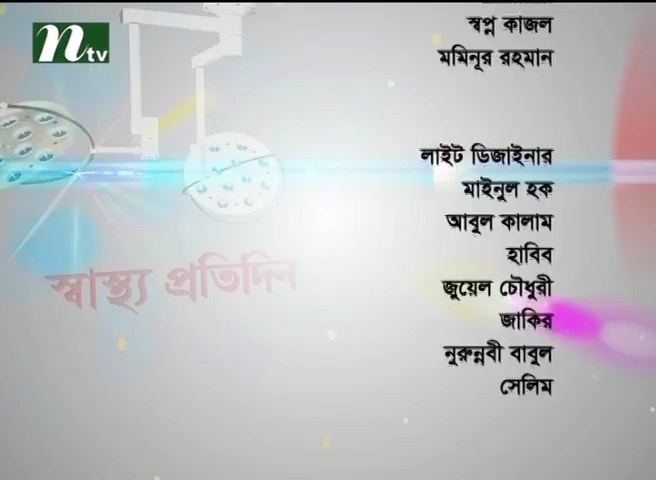 ntv
স্বপ্ন কাজল
মমিনূর রহমান
লাইট ডিজাইনার
মাইনুল হক
আবুল কালাম
হাবিব
জুয়েল চৌধুরী
জাকির
নুরুন্নবী বাবুল
সেলিম
স্বাস্থ্য প্রতিদিন